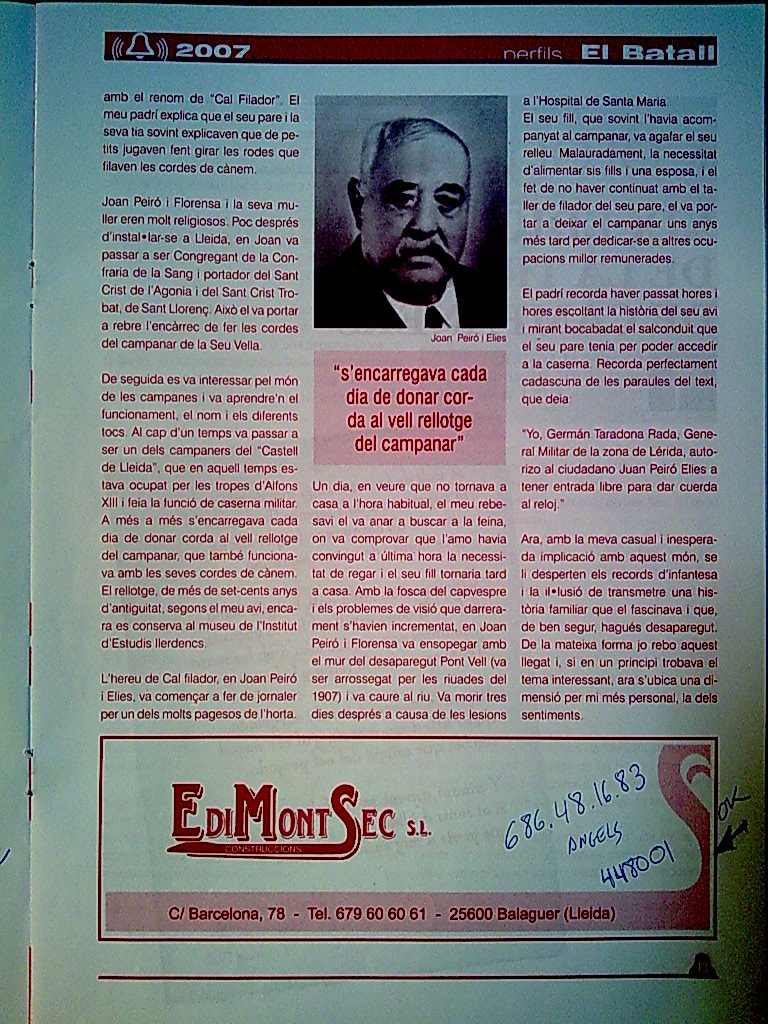 2007
perfils El Batall
amb el renom de “Cal Filador”. El
meu padrí explica que el seu pare i la
seva tia sovint explicaven que de pe-
tits jugaven fent girar les rodes que
filaven les cordes de cànem.
Joan Peiró i Florensa i la seva mu-
ller eren molt religiosos. Poc després
d’instal•lar-se a Lleida, en Joan va
passar a ser Congregant de la Con-
fraria de la Sang i portador del Sant
Crist de l’Agonia i del Sant Crist Tro-
bat, de Sant Llorenç. Això el va portar
a rebre l’encàrrec de fer les cordes
del campanar de la Seu Vella.
De seguida es va interessar pel món
de les campanes i va aprendre’n el
funcionament, el nom i els diferents
tocs. Al cap d’un temps va passar a
ser un dels campaners del “Castell
de Lleida”, que en aquell temps es-
tava ocupat per les tropes d’Alfons
XIII i feia la funció de caserna militar.
A més a més s’encarregava cada
dia de donar corda al vell rellotge
del campanar, que també funciona-
va amb les seves cordes de cànem.
El rellotge, de més de set-cents anys
d’antiguitat, segons el meu avi, enca-
ra es conserva al museu de l’Institut
d’Estudis Ilerdencs.
L’hereu de Cal filador, en Joan Peiró
i Elies, va començar a fer de jornaler
per un dels molts pagesos de l’horta.
Joan Peiró i Elies
“s’encarregava cada
dia de donar cor-
da al vell rellotge
del campanar”
Un dia, en veure que no tornava a
casa a l’hora habitual, el meu rebe-
savi el va anar a buscar a la feina,
on va comprovar que l’amo havia
convingut a última hora la necessi-
tat de regar i el seu fill tornaria tard
a casa. Amb la fosca del capvespre
i els problemes de visió que darrera-
ment s’havien incrementat, en Joan
Peiró i Florensa va ensopegar amb
el mur del desaparegut Pont Vell (va
ser arrossegat per les riuades del
1907) i va caure al riu. Va morir tres
dies després a causa de les lesions
a l’Hospital de Santa Maria.
El seu fill, que sovint l’havia acom-
panyat al campanar, va agafar el seu
relleu. Malauradament, la necessitat
d’alimentar sis fills i una esposa, i el
fet de no haver continuat amb el ta-
ller de filador del seu pare, el va por-
tar a deixar el campanar uns anys
més tard per dedicar-se a altres ocu-
pacions millor remunerades.
El padrí recorda haver passat hores i
hores escoltant la història del seu avi
i mirant bocabadat el salconduit que
el seu pare tenia per poder accedir
a la caserna. Recorda perfectament
cadascuna de les paraules del text,
que deia:
“Yo, Germán Taradona Rada, Gene-
ral Militar de la zona de Lérida, auto-
rizo al ciudadano Juan Peiró Elies a
tener entrada libre para dar cuerda
al reloj.”
Ara, amb la meva casual i inespera-
da implicació amb aquest món, se
li desperten els records d’infantesa
i la il•lusió de transmetre una his-
tòria familiar que el fascinava i que,
de ben segur, hagués desaparegut.
De la mateixa forma jo rebo aquest
llegat i, si en un principi trobava el
tema interessant, ara s’ubica una di-
mensió per mi més personal, la dels
sentiments.
EDIMONTSEC S.L.
CONSTRUCCIONS
686.48.16.83
ANGELS
448001
OK
C/ Barcelona, 78 - Tel. 679 60 60 61 - 25600 Balaguer (Lleida)